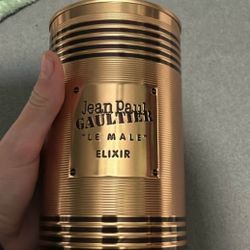 Jean Paul
GAULTIER
"LE MALE"
ELIXIR